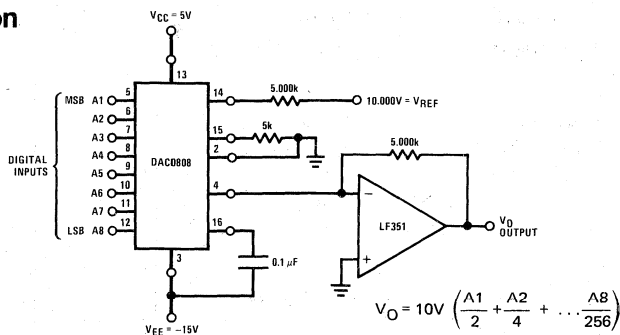 on
VCC = 5V
13
MSB A1 5
A2 6
A3 7
A4 8
A5 9
A6 10
A7 11
LSB A8 12
DIGITAL
INPUTS
DAC0808
14
5.000k
10.000V = VREF
15
5k
2
4
16
0.1 μF
3
VEE = −15V
5.000k
−
+
LF351
VO
OUTPUT
VO = 10V (A1/2 + A2/4 + ... A8/256)